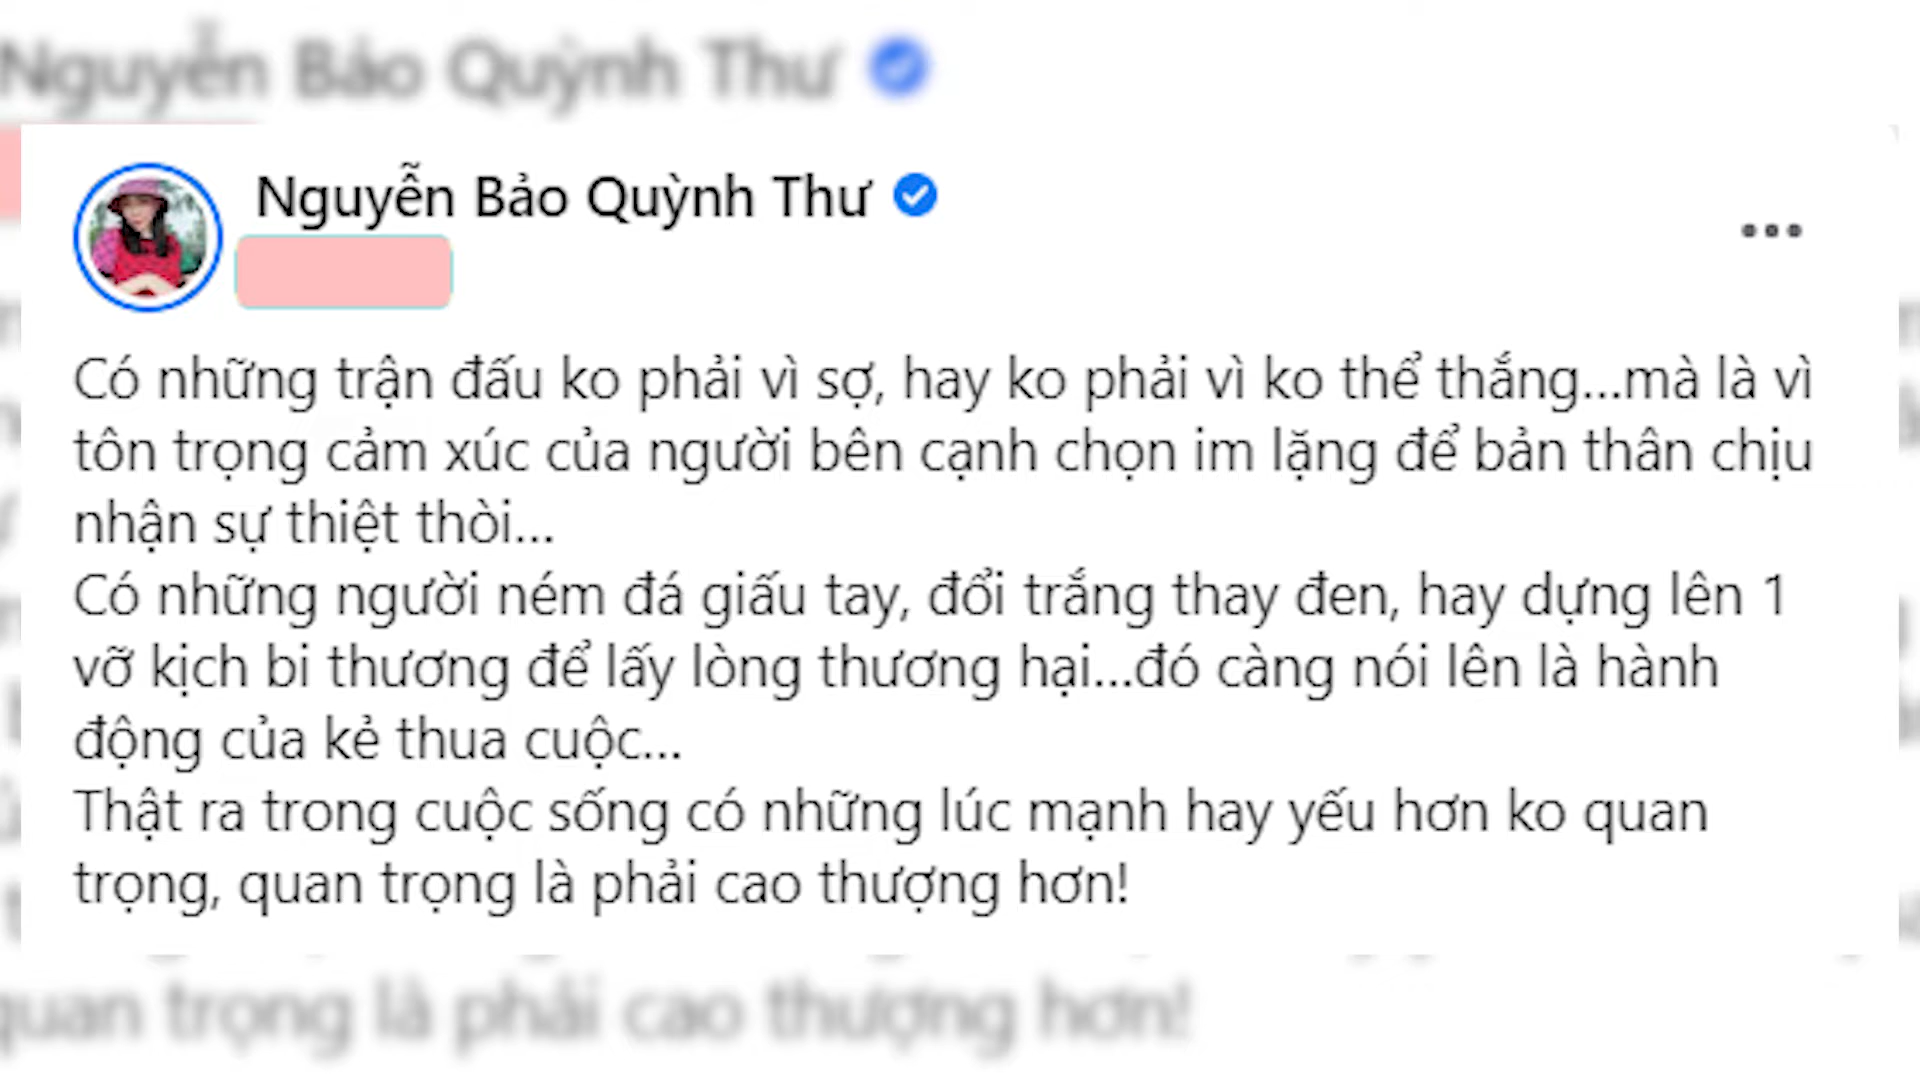 Nguyễn Bảo Quỳnh Thư
Nguyễn Bảo Quỳnh Thư
Có những trận đấu ko phải vì sợ, hay ko phải vì ko thể thắng...mà là vì
tôn trọng cảm xúc của người bên cạnh chọn im lặng để bản thân chịu
nhận sự thiệt thòi...
Có những người ném đá giấu tay, đổi trắng thay đen, hay dựng lên 1
vỡ kịch bi thương để lấy lòng thương hại...đó càng nói lên là hành
động của kẻ thua cuộc...
Thật ra trong cuộc sống có những lúc mạnh hay yếu hơn ko quan
trọng, quan trọng là phải cao thượng hơn!
quan trọng là phải cao thượng hơn!